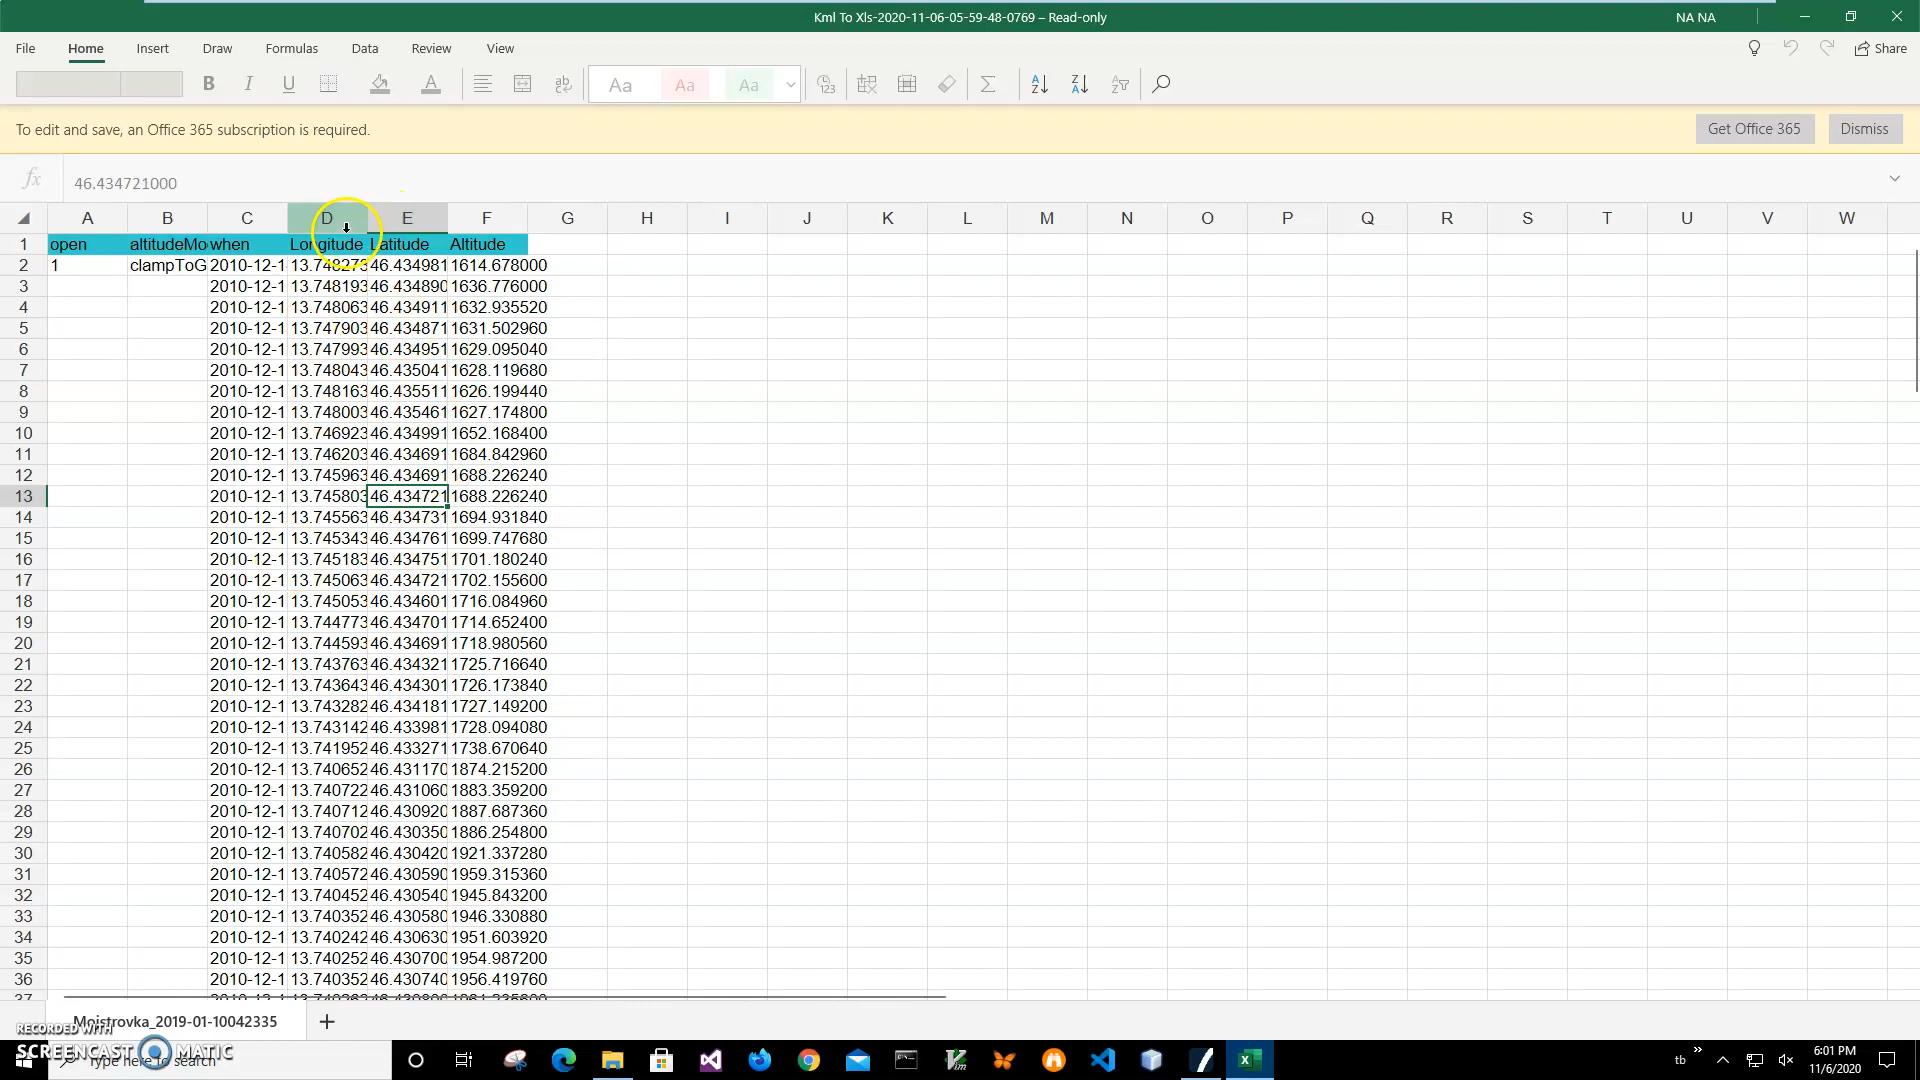 Kml To Xls-2020-11-06-05-59-48-0769 – Read-only
NA NA
File Home Insert Draw Formulas Data Review View
Share
B I U A Aa Aa Aa
To edit and save, an Office 365 subscription is required.
Get Office 365 Dismiss
fx 46.434721000
A B C D E F G H I J K L M N O P Q R S T U V W
1 open altitudeMo when Longitude Latitude Altitude
2 1 clampToG 2010-12-1 13.748273 46.434981 1614.678000
3 2010-12-1 13.748193 46.434890 1636.776000
4 2010-12-1 13.748063 46.434911 1632.935520
5 2010-12-1 13.747903 46.434871 1631.502960
6 2010-12-1 13.747993 46.434951 1629.095040
7 2010-12-1 13.748043 46.435041 1628.119680
8 2010-12-1 13.748163 46.435511 1626.199440
9 2010-12-1 13.748003 46.435461 1627.174800
10 2010-12-1 13.746923 46.434991 1652.168400
11 2010-12-1 13.746203 46.434691 1684.842960
12 2010-12-1 13.745963 46.434691 1688.226240
13 2010-12-1 13.745803 46.434721 1688.226240
14 2010-12-1 13.745563 46.434731 1694.931840
15 2010-12-1 13.745343 46.434761 1699.747680
16 2010-12-1 13.745183 46.434751 1701.180240
17 2010-12-1 13.745063 46.434721 1702.155600
18 2010-12-1 13.745053 46.434601 1716.084960
19 2010-12-1 13.744773 46.434701 1714.652400
20 2010-12-1 13.744593 46.434691 1718.980560
21 2010-12-1 13.743763 46.434321 1725.716640
22 2010-12-1 13.743643 46.434301 1726.173840
23 2010-12-1 13.743282 46.434181 1727.149200
24 2010-12-1 13.743142 46.433981 1728.094080
25 2010-12-1 13.741952 46.433271 1738.670640
26 2010-12-1 13.740652 46.431170 1874.215200
27 2010-12-1 13.740722 46.431060 1883.359200
28 2010-12-1 13.740712 46.430920 1887.687360
29 2010-12-1 13.740702 46.430350 1886.254800
30 2010-12-1 13.740582 46.430420 1921.337280
31 2010-12-1 13.740572 46.430590 1959.315360
32 2010-12-1 13.740452 46.430540 1945.843200
33 2010-12-1 13.740352 46.430580 1946.330880
34 2010-12-1 13.740242 46.430630 1951.603920
35 2010-12-1 13.740252 46.430700 1954.987200
36 2010-12-1 13.740352 46.430740 1956.419760
Mojstrovka_2019-01-10042335
RECORDED WITH
SCREENCAST MATIC
Type here to search
tb
6:01 PM
11/6/2020